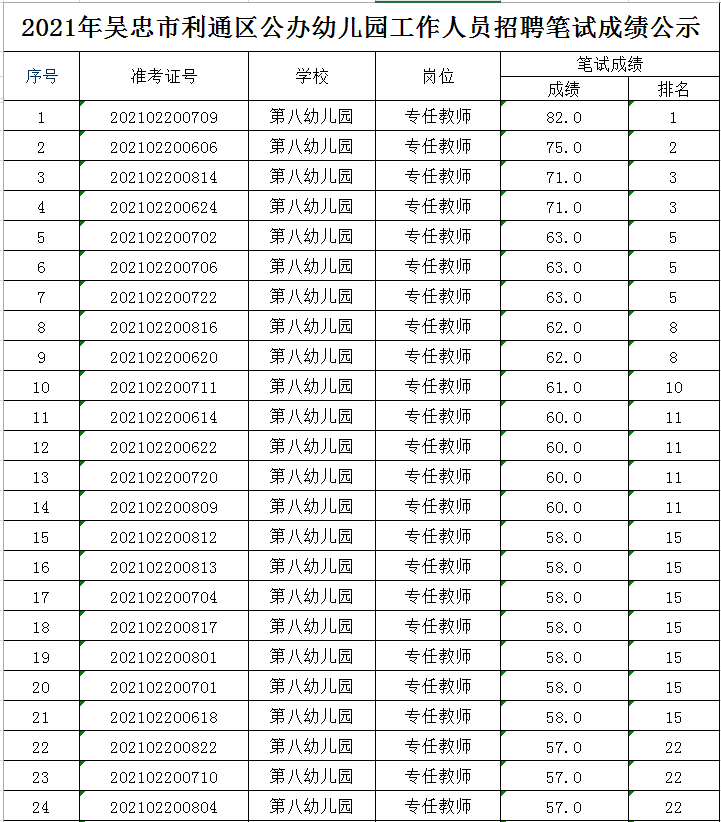 2021年吴忠市利通区公办幼儿园工作人员招聘笔试成绩公示
序号 准考证号 学校 岗位 笔试成绩
成绩 排名
1 202102200709 第八幼儿园 专任教师 82.0 1
2 202102200606 第八幼儿园 专任教师 75.0 2
3 202102200814 第八幼儿园 专任教师 71.0 3
4 202102200624 第八幼儿园 专任教师 71.0 3
5 202102200702 第八幼儿园 专任教师 63.0 5
6 202102200706 第八幼儿园 专任教师 63.0 5
7 202102200722 第八幼儿园 专任教师 63.0 5
8 202102200816 第八幼儿园 专任教师 62.0 8
9 202102200620 第八幼儿园 专任教师 62.0 8
10 202102200711 第八幼儿园 专任教师 61.0 10
11 202102200614 第八幼儿园 专任教师 60.0 11
12 202102200622 第八幼儿园 专任教师 60.0 11
13 202102200720 第八幼儿园 专任教师 60.0 11
14 202102200809 第八幼儿园 专任教师 60.0 11
15 202102200812 第八幼儿园 专任教师 58.0 15
16 202102200813 第八幼儿园 专任教师 58.0 15
17 202102200704 第八幼儿园 专任教师 58.0 15
18 202102200817 第八幼儿园 专任教师 58.0 15
19 202102200801 第八幼儿园 专任教师 58.0 15
20 202102200701 第八幼儿园 专任教师 58.0 15
21 202102200618 第八幼儿园 专任教师 58.0 15
22 202102200822 第八幼儿园 专任教师 57.0 22
23 202102200710 第八幼儿园 专任教师 57.0 22
24 202102200804 第八幼儿园 专任教师 57.0 22